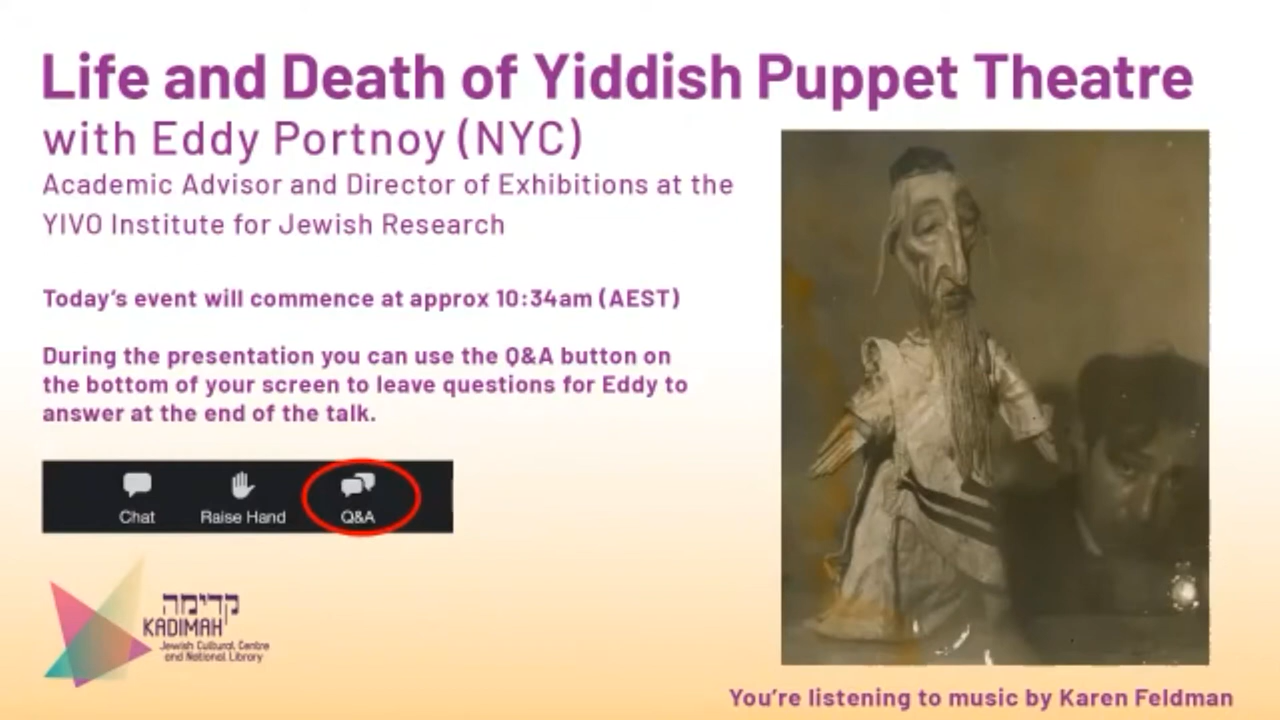 Life and Death of Yiddish Puppet Theatre
with Eddy Portnoy (NYC)
Academic Advisor and Director of Exhibitions at the
YIVO Institute for Jewish Research
Today's event will commence at approx 10:34am (AEST)
During the presentation you can use the Q&A button on
the bottom of your screen to leave questions for Eddy to
answer at the end of the talk.
Chat Raise Hand Q&A
קדימה
KADIMAH
Jewish Cultural Centre
and National Library
You're listening to music by Karen Feldman